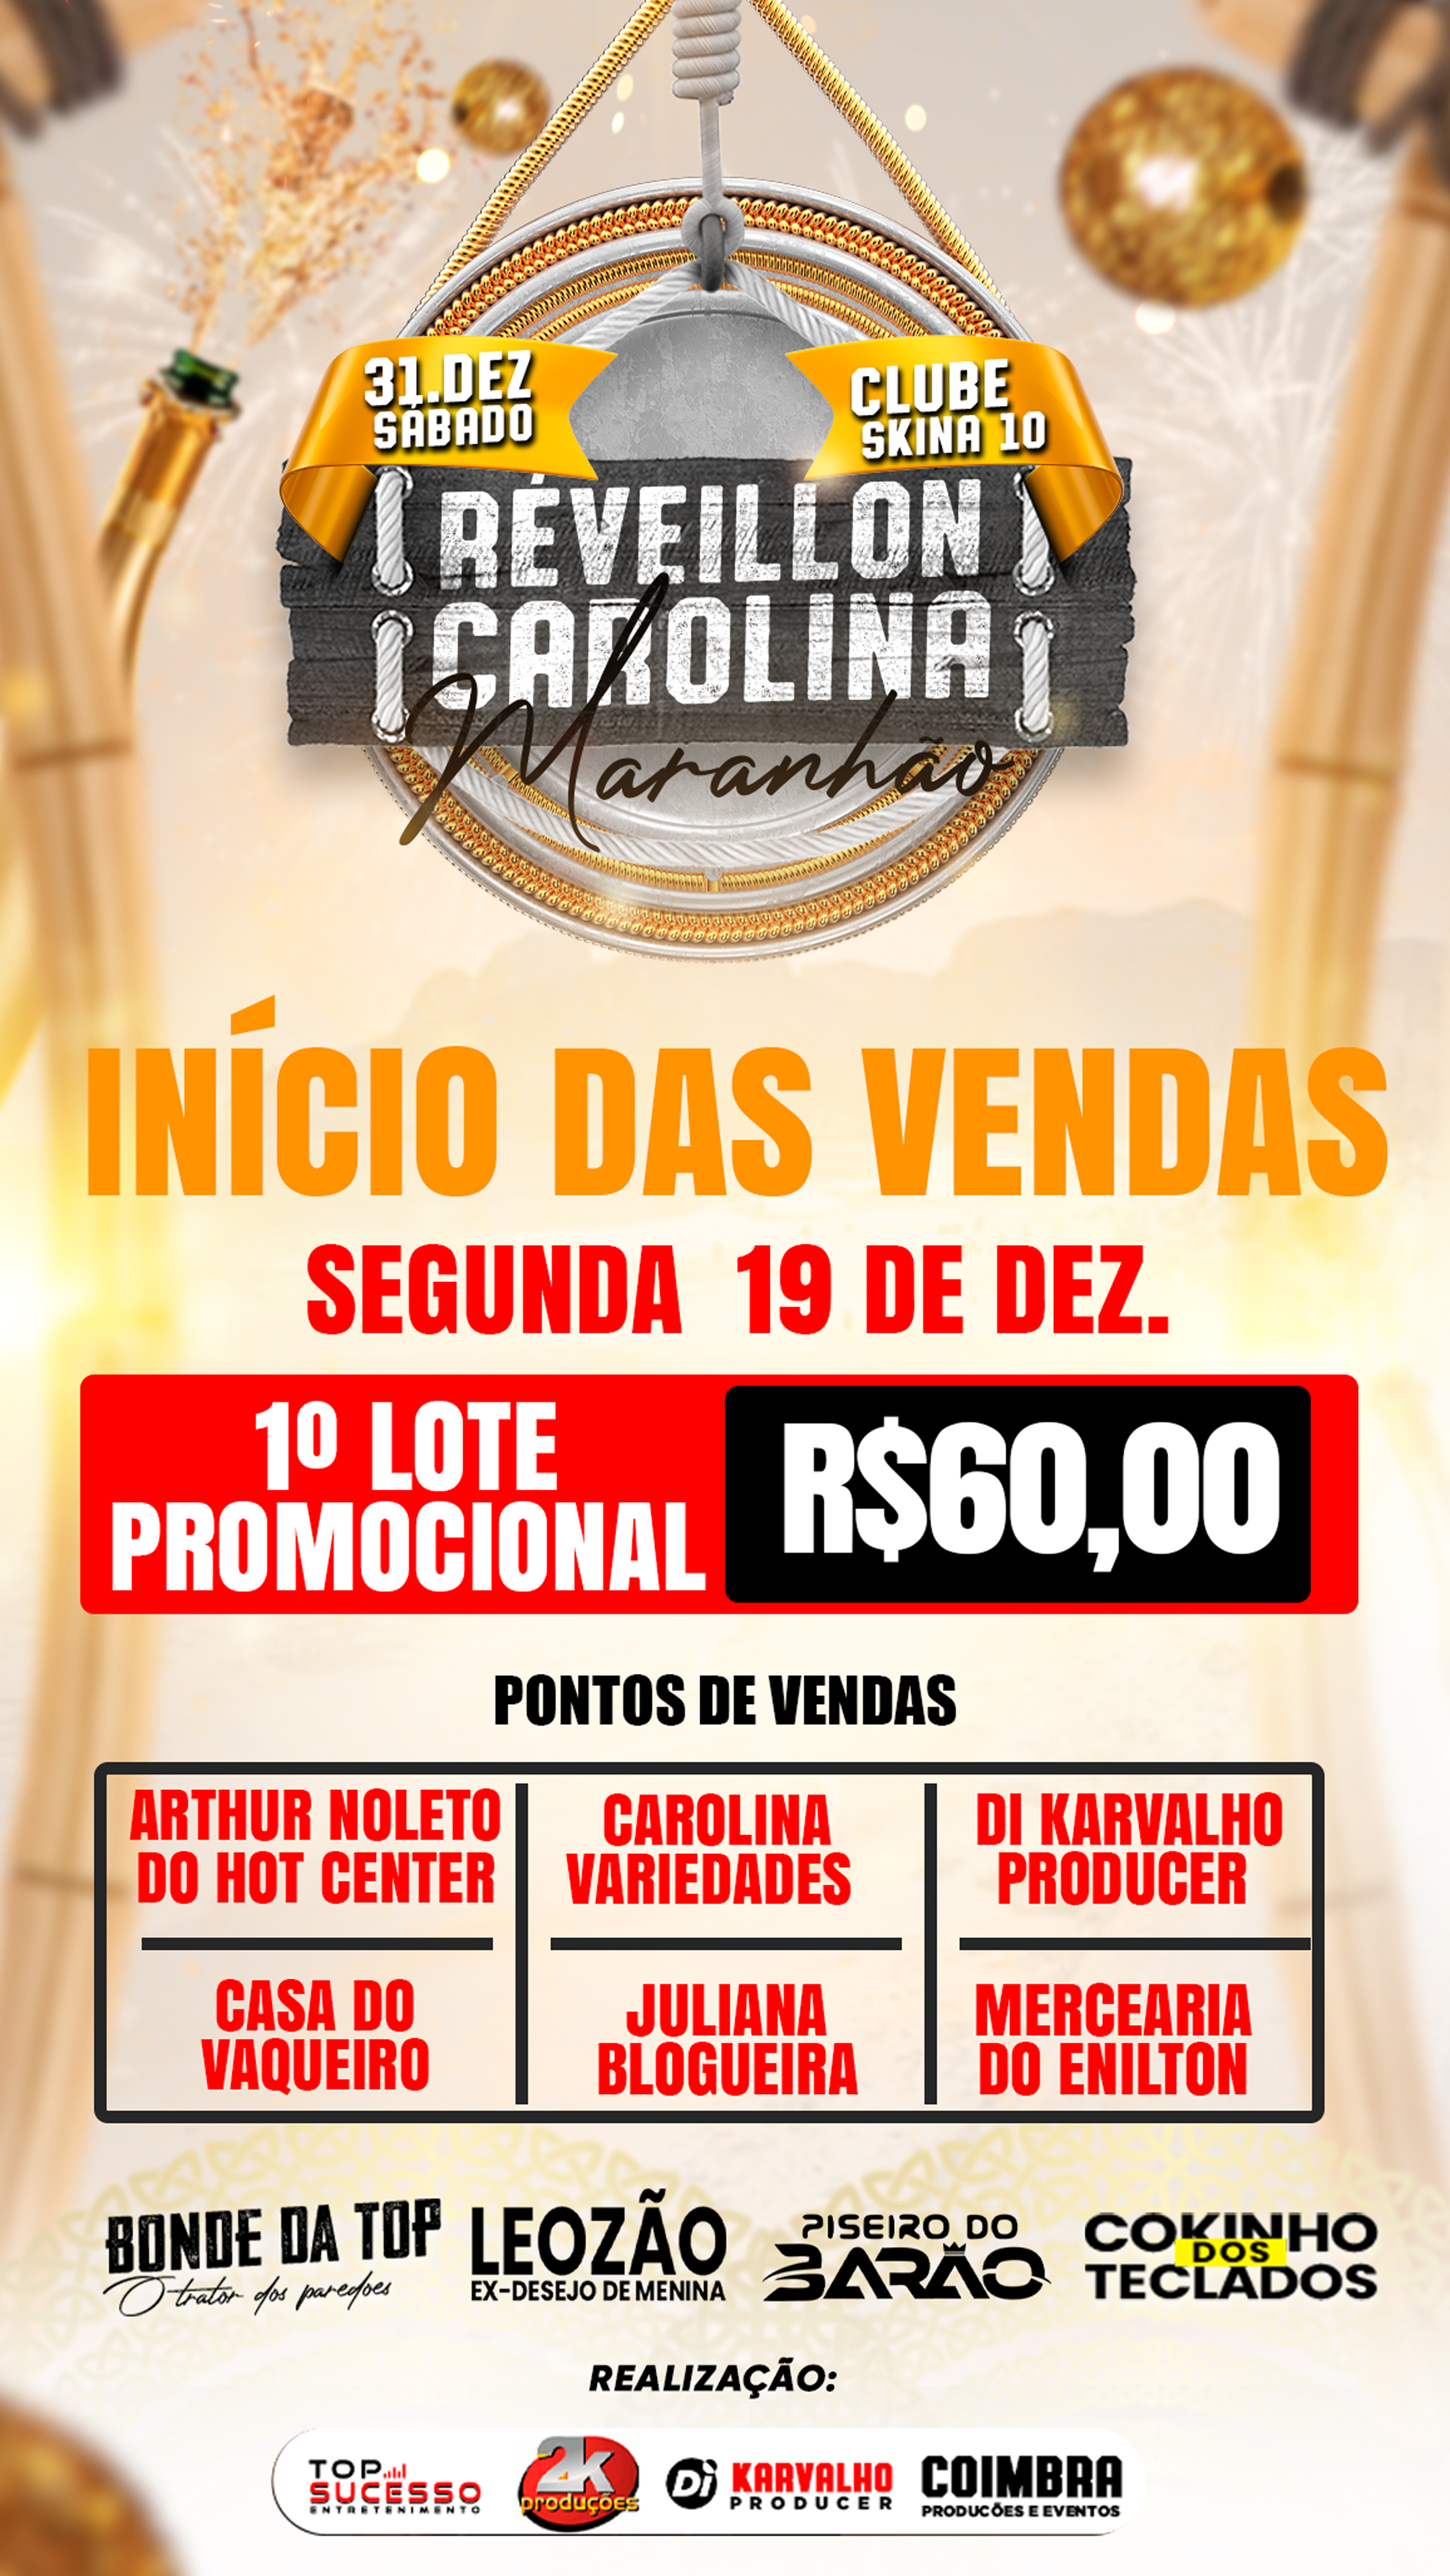 31.DEZ
SÁBADO
CLUBE
SKINA 10
RÉVEILLON
CAROLINA
Maranhão
INÍCIO DAS VENDAS
SEGUNDA 19 DE DEZ.
1º LOTE
PROMOCIONAL
R$60,00
PONTOS DE VENDAS
ARTHUR NOLETO
DO HOT CENTER
CAROLINA
VARIEDADES
DI KARVALHO
PRODUCER
CASA DO
VAQUEIRO
JULIANA
BLOGUEIRA
MERCEARIA
DO ENILTON
BONDE DA TOP
O trator dos paredões
LEOZÃO
EX-DESEJO DE MENINA
PISEIRO DO
BARÃO
COKINHO
DOS
TECLADOS
REALIZAÇÃO:
TOP
SUCESSO
ENTRETENIMENTO
2K
produções
Di
KARVALHO
PRODUCER
COIMBRA
PRODUCÕES E EVENTOS